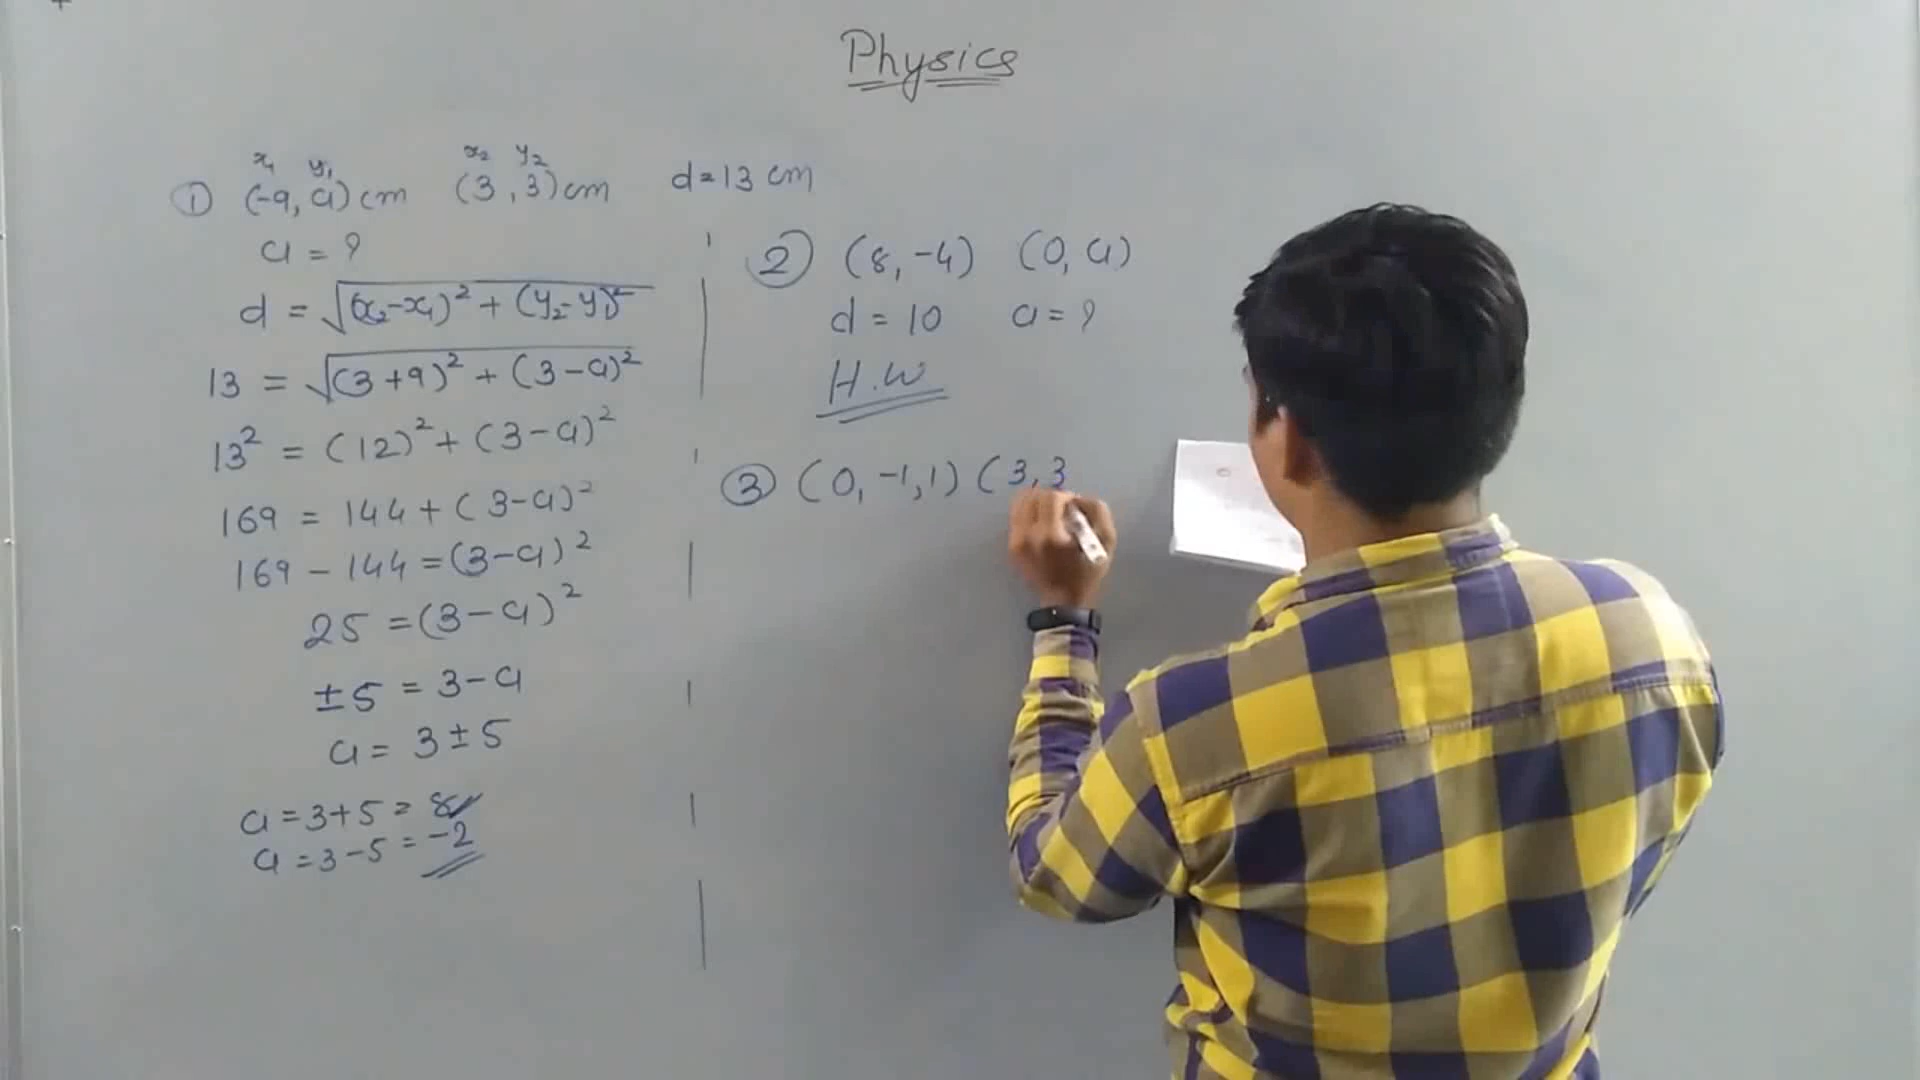 Physics
x₁ y₁ x₂ y₂
① (-9, a) cm (3, 3) cm d = 13 cm
a = ?
d = √(x₂-x₁)² + (y₂-y₁)²
13 = √(3+9)² + (3-a)²
13² = (12)² + (3-a)²
169 = 144 + (3-a)²
169 - 144 = (3-a)²
25 = (3-a)²
±5 = 3-a
a = 3 ± 5
a = 3+5 = 8
a = 3-5 = -2
② (8, -4) (0, a)
d = 10 a = ?
H.W
③ (0, -1, 1) (3, 3